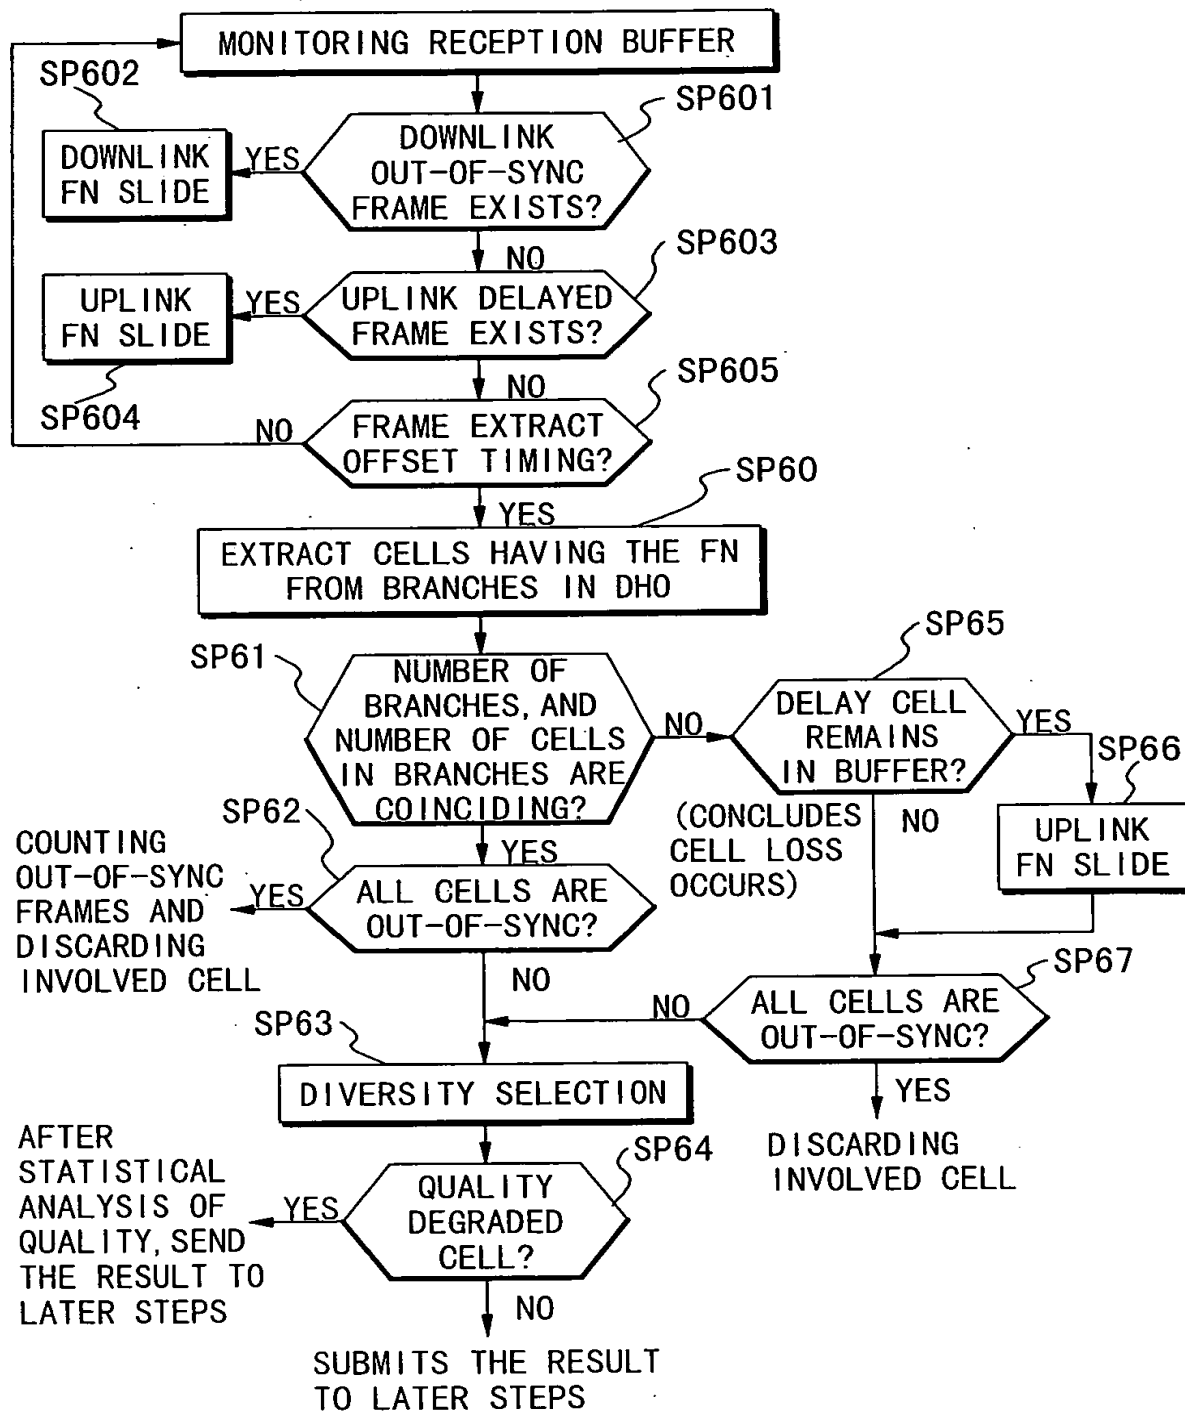 MONITORING RECEPTION BUFFER
SP602
SP601
DOWNLINK
OUT-OF-SYNC
FRAME EXISTS?
YES
DOWNLINK
FN SLIDE
NO
SP603
UPLINK DELAYED
FRAME EXISTS?
YES
UPLINK
FN SLIDE
SP604
NO
SP605
FRAME EXTRACT
OFFSET TIMING?
NO
YES
SP60
EXTRACT CELLS HAVING THE FN
FROM BRANCHES IN DHO
SP61
NUMBER OF
BRANCHES, AND
NUMBER OF CELLS
IN BRANCHES ARE
COINCIDING?
NO
SP65
DELAY CELL
REMAINS
IN BUFFER?
YES
SP66
UPLINK
FN SLIDE
(CONCLUDES
CELL LOSS
OCCURS)
NO
YES
SP62
ALL CELLS ARE
OUT-OF-SYNC?
YES
COUNTING
OUT-OF-SYNC
FRAMES AND
DISCARDING
INVOLVED CELL
NO
SP67
ALL CELLS ARE
OUT-OF-SYNC?
NO
YES
DISCARDING
INVOLVED CELL
SP63
DIVERSITY SELECTION
SP64
QUALITY
DEGRADED
CELL?
YES
AFTER
STATISTICAL
ANALYSIS OF
QUALITY, SEND
THE RESULT TO
LATER STEPS
NO
SUBMITS THE RESULT
TO LATER STEPS